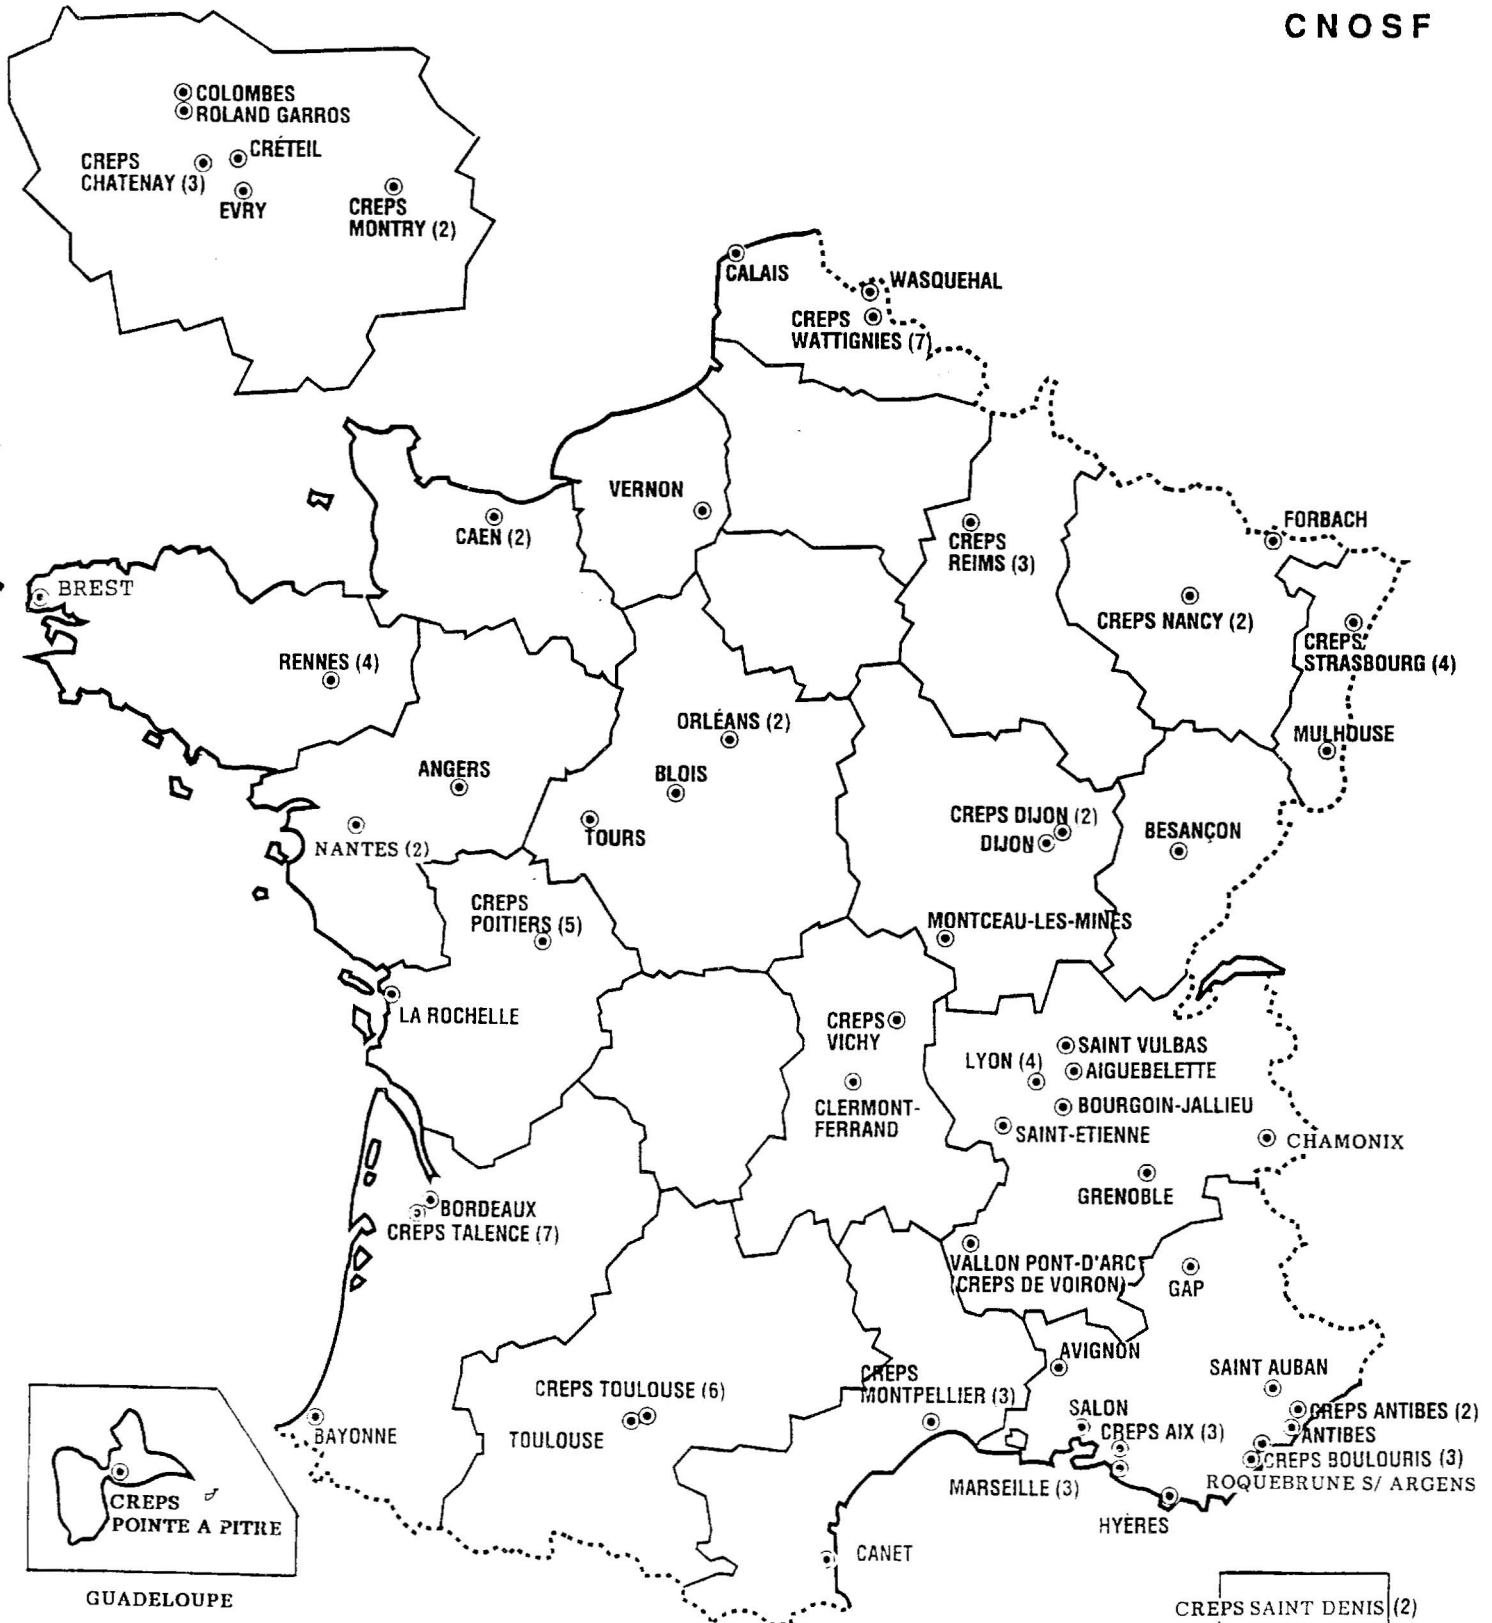 CNOSF
COLOMBES
ROLAND GARROS
CRÉTEIL
CREPS
CHATENAY (3)
EVRY
CREPS
MONTRY (2)
CALAIS
WASQUEHAL
CREPS
WATTIGNIES (7)
VERNON
CAEN (2)
CREPS
REIMS (3)
FORBACH
BREST
CREPS NANCY (2)
CREPS
STRASBOURG (4)
RENNES (4)
ORLÉANS (2)
MULHOUSE
ANGERS
BLOIS
TOURS
NANTES (2)
CREPS DIJON (2)
DIJON
BESANÇON
CREPS
POITIERS (5)
MONTCEAU-LES-MINES
LA ROCHELLE
CREPS
VICHY
CLERMONT-
FERRAND
SAINT VULBAS
LYON (4)
AIGUEBELETTE
BOURGOIN-JALLIEU
SAINT-ETIENNE
CHAMONIX
GRENOBLE
BORDEAUX
CREPS TALENCE (7)
VALLON PONT-D'ARC
(CREPS DE VOIRON)
GAP
AVIGNON
SAINT AUBAN
CREPS
MONTPELLIER (3)
CREPS TOULOUSE (6)
TOULOUSE
BAYONNE
SALON
CREPS AIX (3)
CREPS ANTIBES (2)
ANTIBES
CREPS BOULOURIS (3)
ROQUEBRUNE S/ ARGENS
MARSEILLE (3)
HYÈRES
CANET
CREPS
POINTE A PITRE
GUADELOUPE
CREPS SAINT DENIS (2)